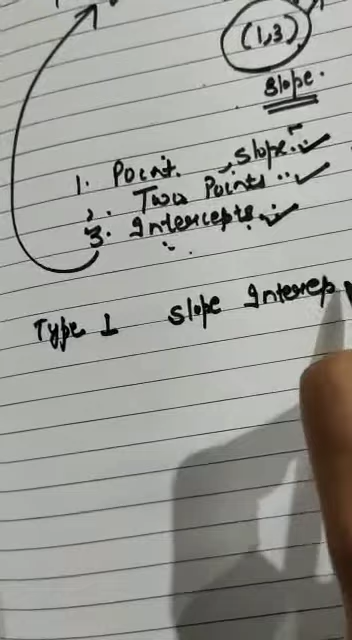 (1,3)
Slope.
1. Point, Slope.
2. Two Points
3. Intercepts.
Type 1 Slope Intercep